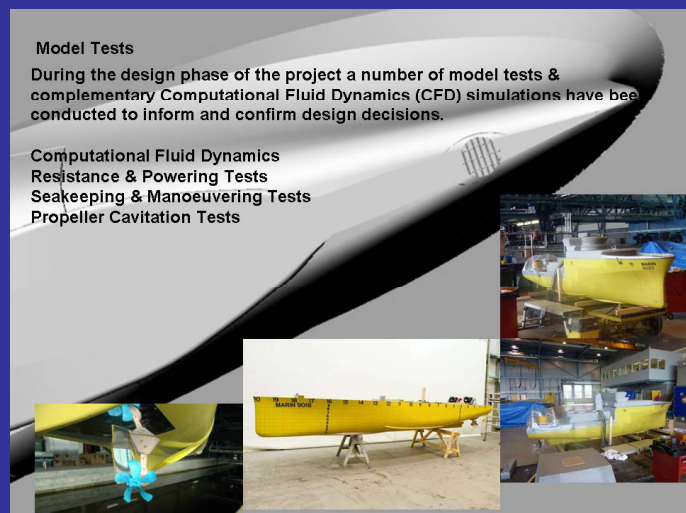 Model Tests
During the design phase of the project a number of model tests &
complementary Computational Fluid Dynamics (CFD) simulations have been
conducted to inform and confirm design decisions.
Computational Fluid Dynamics
Resistance & Powering Tests
Seakeeping & Manoeuvering Tests
Propeller Cavitation Tests
MARIN
MARIN 9018